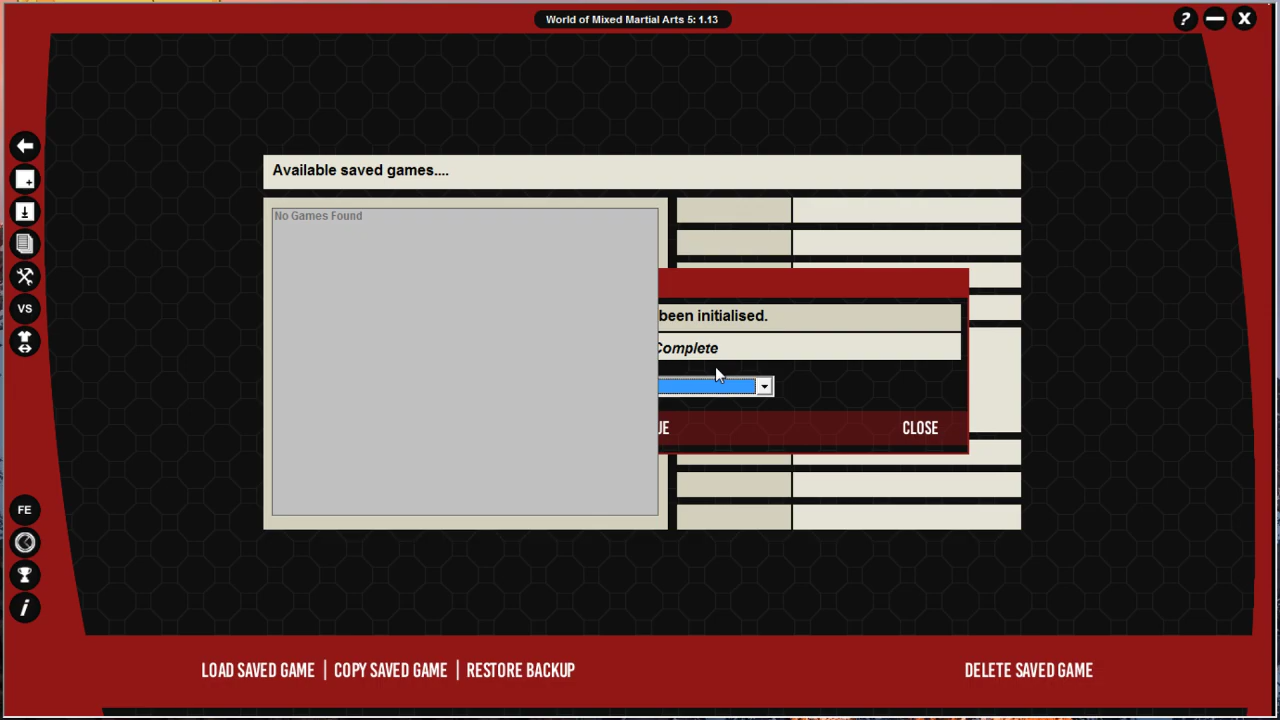 World of Mixed Martial Arts 5: 1.13
?
X
Available saved games....
No Games Found
been initialised.
Complete
UE
CLOSE
VS
FE
i
LOAD SAVED GAME | COPY SAVED GAME | RESTORE BACKUP
DELETE SAVED GAME